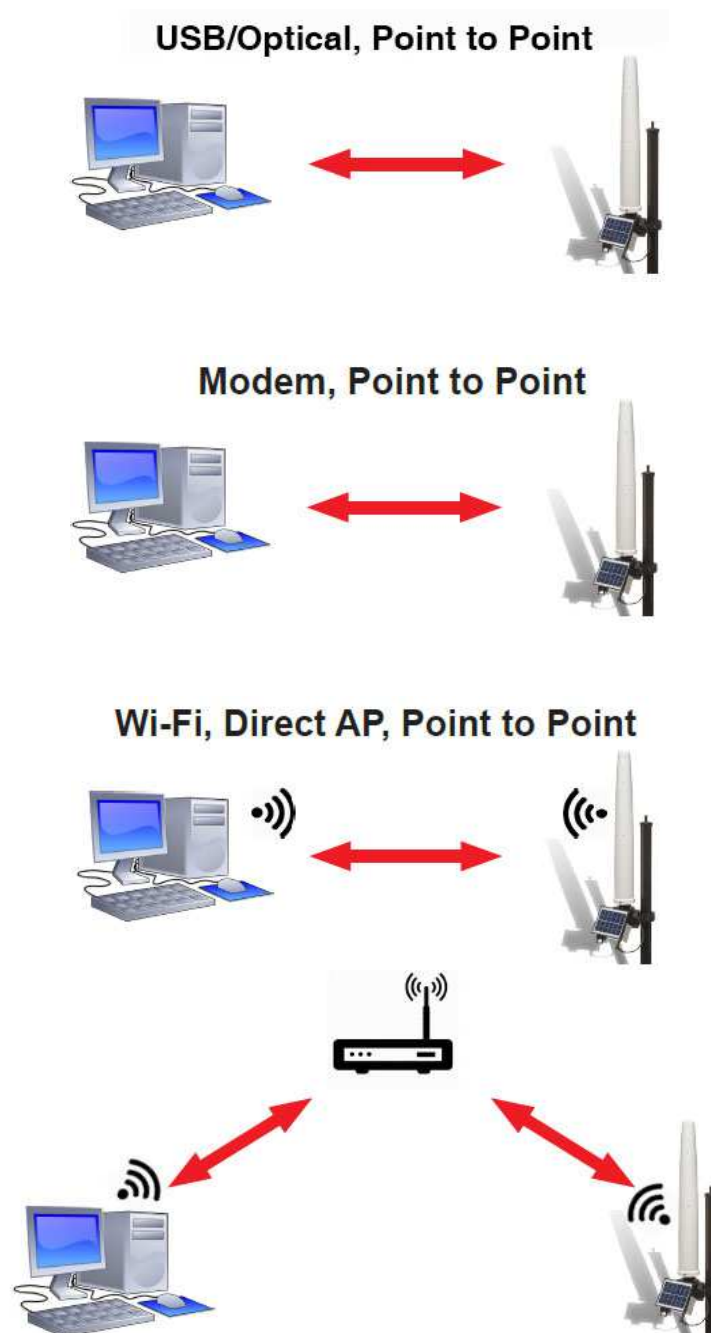 USB/Optical, Point to Point
Modem, Point to Point
Wi-Fi, Direct AP, Point to Point